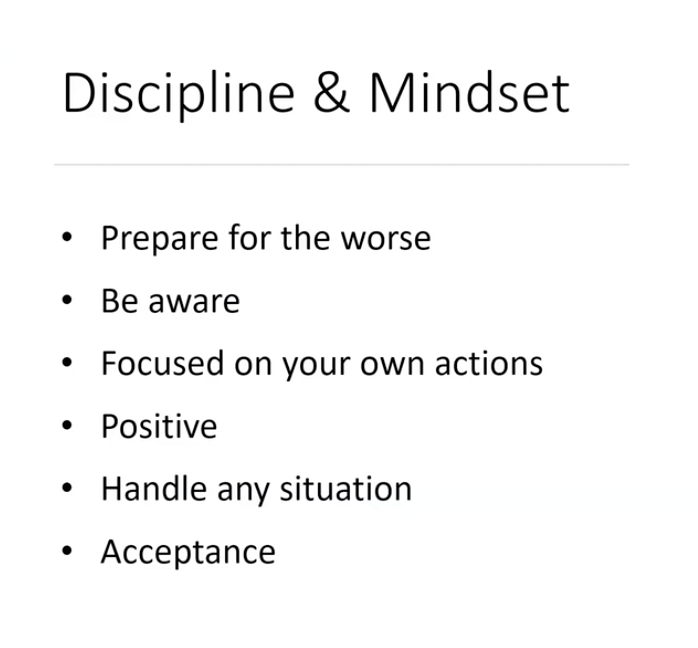 Discipline & Mindset
• Prepare for the worse
• Be aware
• Focused on your own actions
• Positive
• Handle any situation
• Acceptance